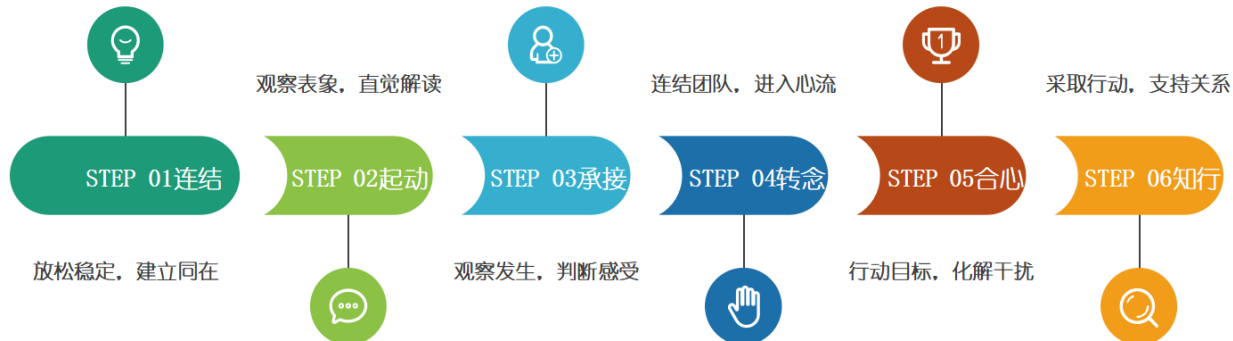 观察表象，直觉解读
连结团队，进入心流
1
采取行动，支持关系
STEP 01连结
STEP 02起动
STEP 03承接
STEP 04转念
STEP 05合心
STEP 06知行
放松稳定，建立同在
观察发生，判断感受
行动目标，化解干扰